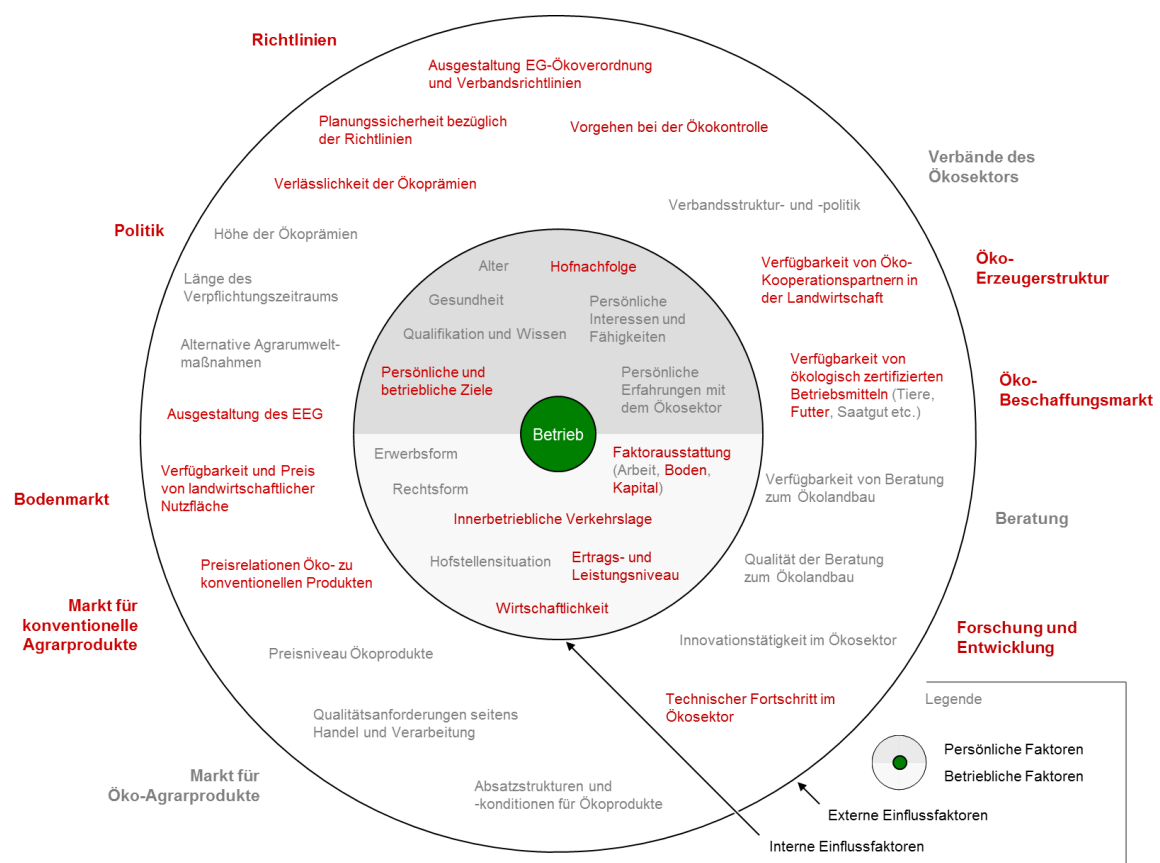 Richtlinien
Ausgestaltung EG-Ökoverordnung
und Verbandsrichtlinien
Planungssicherheit bezüglich
der Richtlinien
Vorgehen bei der Ökokontrolle
Verbände des
Ökosektors
Verlässlichkeit der Ökoprämien
Verbandsstruktur- und -politik
Politik
Höhe der Ökoprämien
Länge des
Verpflichtungszeitraums
Alternative Agrarumwelt-
maßnahmen
Ausgestaltung des EEG
Alter
Hofnachfolge
Gesundheit
Persönliche
Interessen und
Fähigkeiten
Qualifikation und Wissen
Persönliche und
betriebliche Ziele
Persönliche
Erfahrungen mit
dem Ökosektor
Verfügbarkeit von Öko-
Kooperationspartnern in
der Landwirtschaft
Öko-
Erzeugerstruktur
Verfügbarkeit von
ökologisch zertifizierten
Betriebsmitteln (Tiere,
Futter, Saatgut etc.)
Öko-
Beschaffungsmarkt
Betrieb
Erwerbsform
Faktorausstattung
(Arbeit, Boden,
Kapital)
Rechtsform
Innerbetriebliche Verkehrslage
Hofstellensituation
Ertrags- und
Leistungsniveau
Wirtschaftlichkeit
Bodenmarkt
Verfügbarkeit und Preis
von landwirtschaftlicher
Nutzfläche
Verfügbarkeit von Beratung
zum Ökolandbau
Beratung
Qualität der Beratung
zum Ökolandbau
Preisrelationen Öko- zu
konventionellen Produkten
Markt für
konventionelle
Agrarprodukte
Preisniveau Ökoprodukte
Innovationstätigkeit im Ökosektor
Forschung und
Entwicklung
Technischer Fortschritt im
Ökosektor
Qualitätsanforderungen seitens
Handel und Verarbeitung
Markt für
Öko-Agrarprodukte
Absatzstrukturen und
-konditionen für Ökoprodukte
Legende
Persönliche Faktoren
Betriebliche Faktoren
Externe Einflussfaktoren
Interne Einflussfaktoren